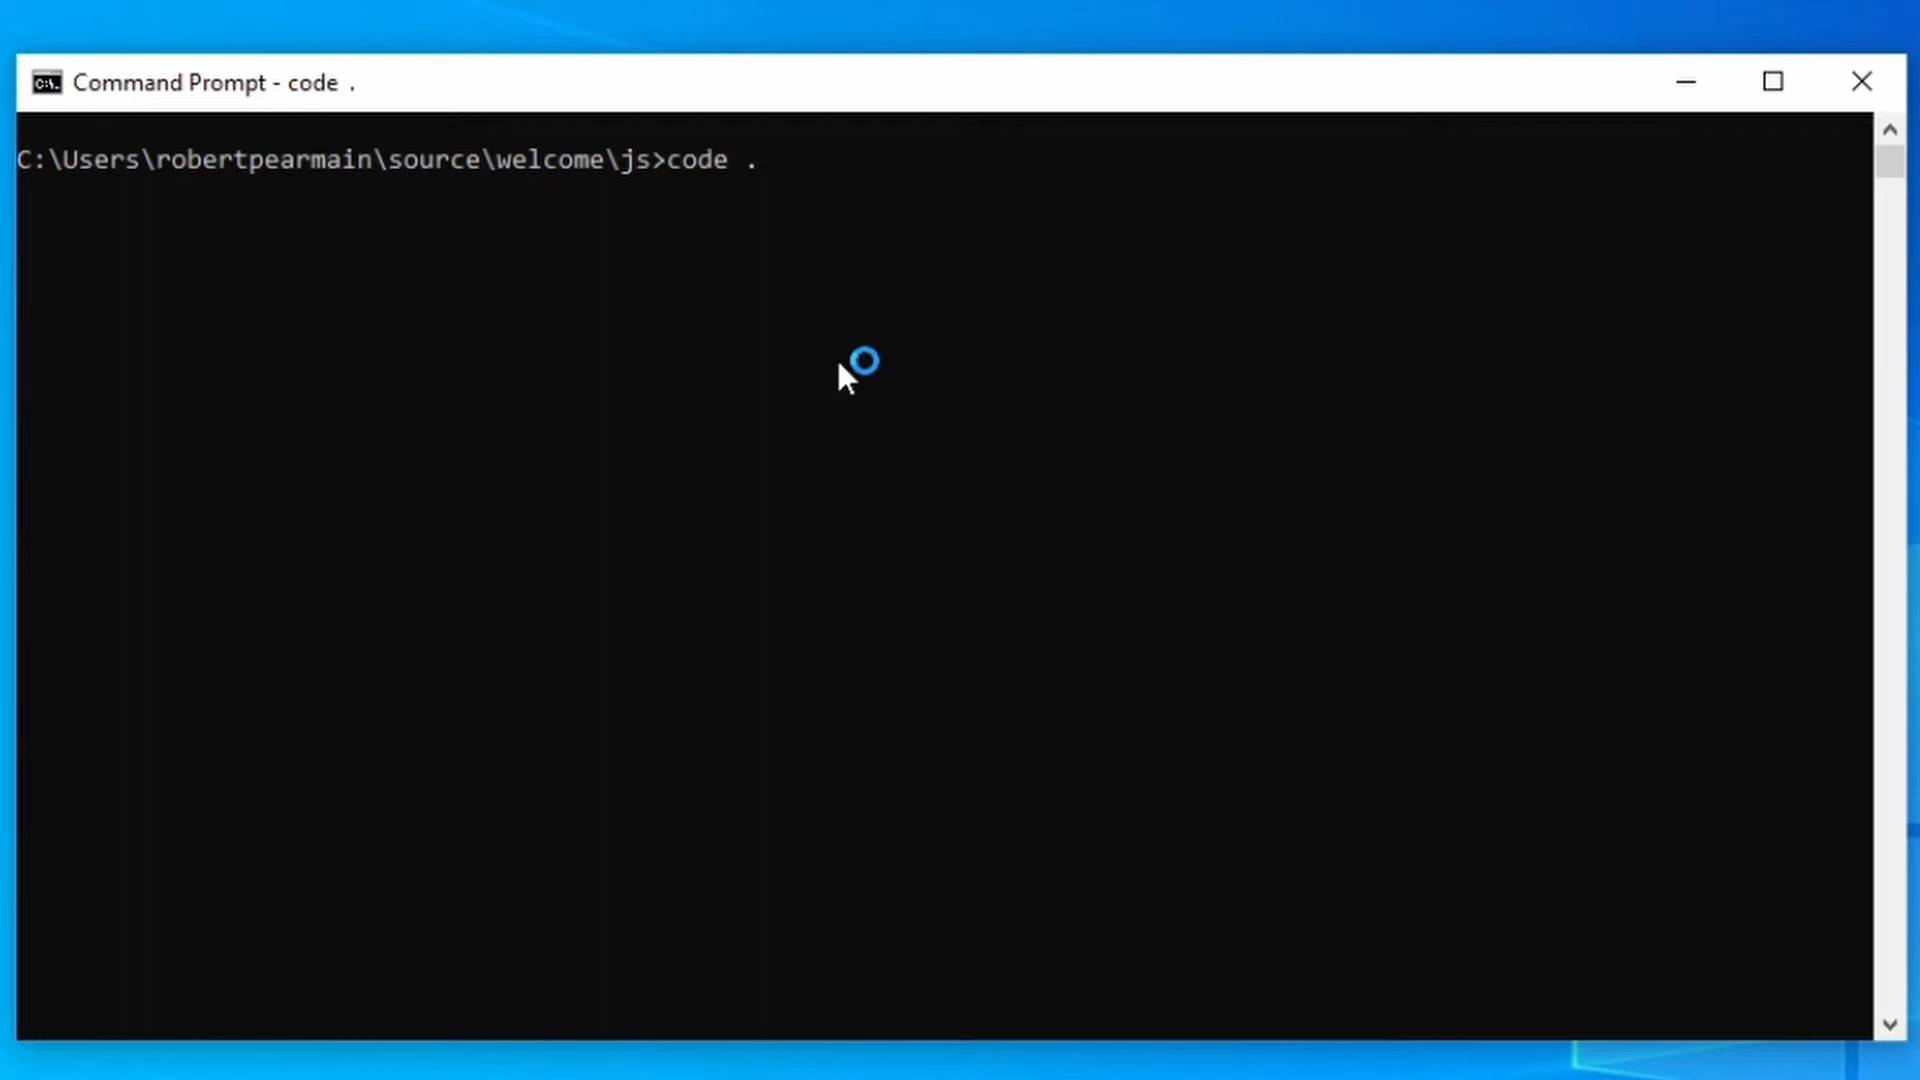 Command Prompt - code .
C:\Users\robertpearmain\source\welcome\js>code .